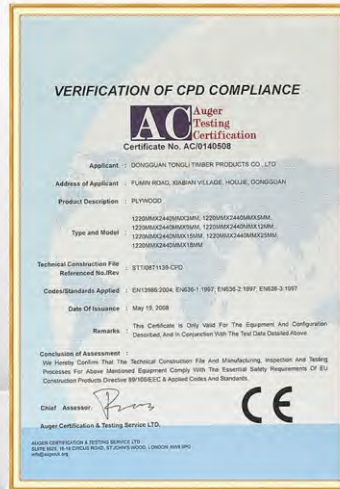 VERIFICATION OF CPD COMPLIANCE
AC Auger
Testing
Certification
Certificate No. AC/0140508
Applicant : DONGGUAN TONGLI TIMBER PRODUCTS CO., LTD
Address of Applicant : FUMIN ROAD, XIABIAN VILLAGE, HOUJIE, DONGGUAN
Product Description : PLYWOOD
Type and Model : 1220MMX2440MMX3MM, 1220MMX2440MMX5MM,
1220MMX2440MMX9MM, 1220MMX2440MMX12MM,
1220MMX2440MMX15MM, 1220MMX2440MMX25MM,
1220MMX2440MMX18MM
Technical Construction File
Referenced No./Rev : STTI0871139-CPD
Codes/Standards Applied : EN13986:2004, EN636-1:1997, EN636-2:1997, EN636-3:1997
Date Of Issuance : May 19, 2008
Remarks : This Certificate Is Only Valid For The Equipment And Configuration
Described, And In Conjunction With The Test Data Detailed Above
Conclusion of Assessment :
We Hereby Confirm That The Technical Construction File And Manufacturing, Inspection And Testing
Processes For Above Mentioned Equipment Comply With The Essential Safety Requirements Of EU
Construction Products Directive 89/106/EEC & Applied Codes And Standards.
Chief Assessor
Auger Certification & Testing Service LTD.
CE
AUGER CERTIFICATION & TESTING SERVICE LTD